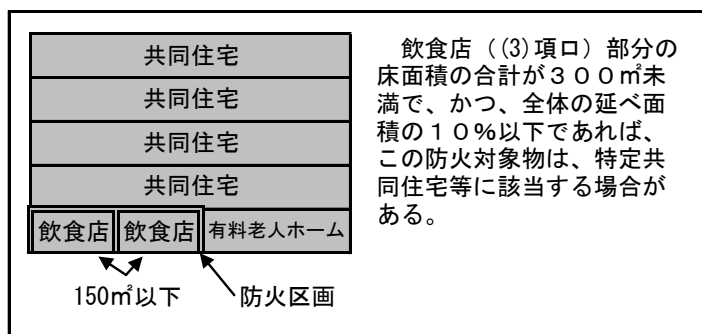 共同住宅
共同住宅
共同住宅
共同住宅
飲食店 飲食店 有料老人ホーム
150㎡以下 防火区画
飲食店((3)項ロ)部分の
床面積の合計が300㎡未
満で、かつ、全体の延べ面
積の10%以下であれば、
この防火対象物は、特定共
同住宅等に該当する場合が
ある。